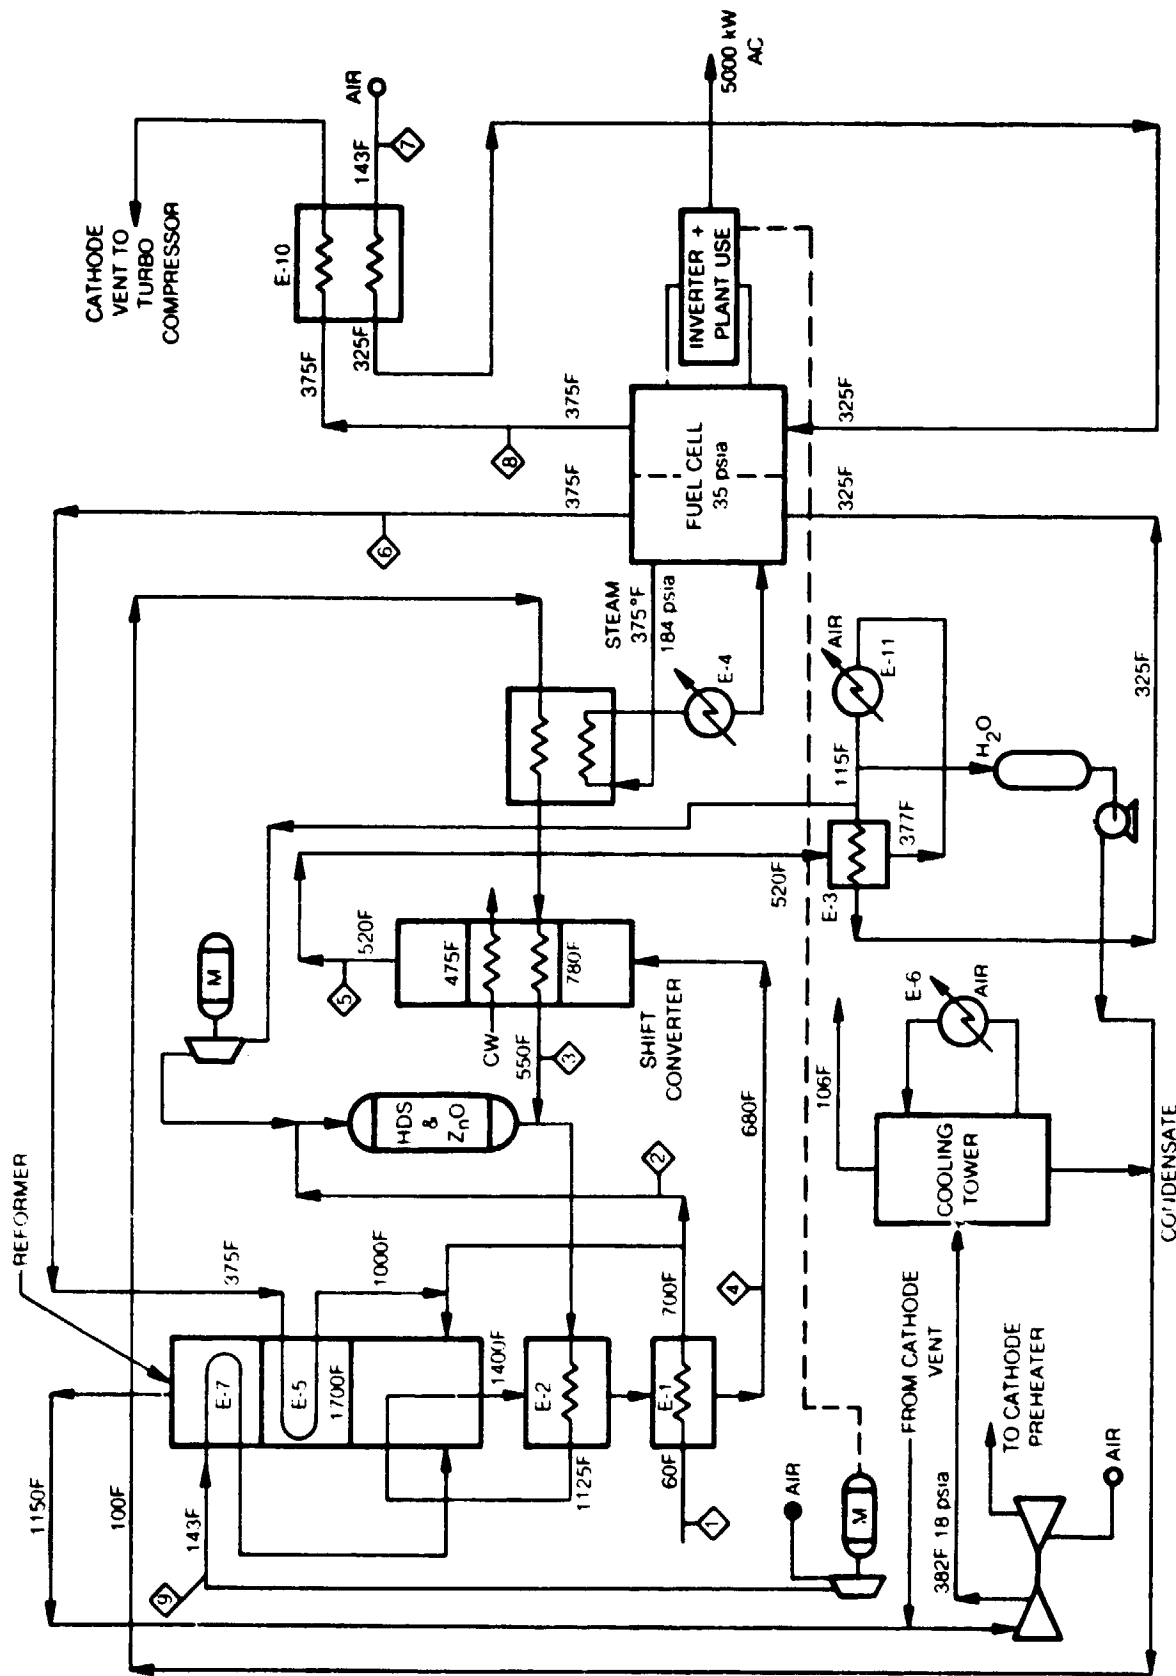 CATHODE
VENT TO
TURBO
COMPRESSOR
AIR
143F
7
E-10
375F
325F
8
375F
375F
6
325F
325F
FUEL CELL
35 psia
INVERTER +
PLANT USE
5000 kW
AC
STEAM
375°F
184 psia
E-4
AIR
E-11
115F
377F
H2O
325F
520F
E-3
M
520F
5
475F
780F
CW
550F
3
SHIFT
CONVERTER
HDS
&
ZnO
680F
2
4
106F
E-6
AIR
COOLING
TOWER
CONDENSATE
REFORMER
375F
1000F
E-7
E-5
1700F
1400F
E-2
1125F
E-1
700F
60F
1
1150F
100F
143F
9
AIR
M
FROM CATHODE
VENT
382F 18 psia
TO CATHODE
PREHEATER
AIR